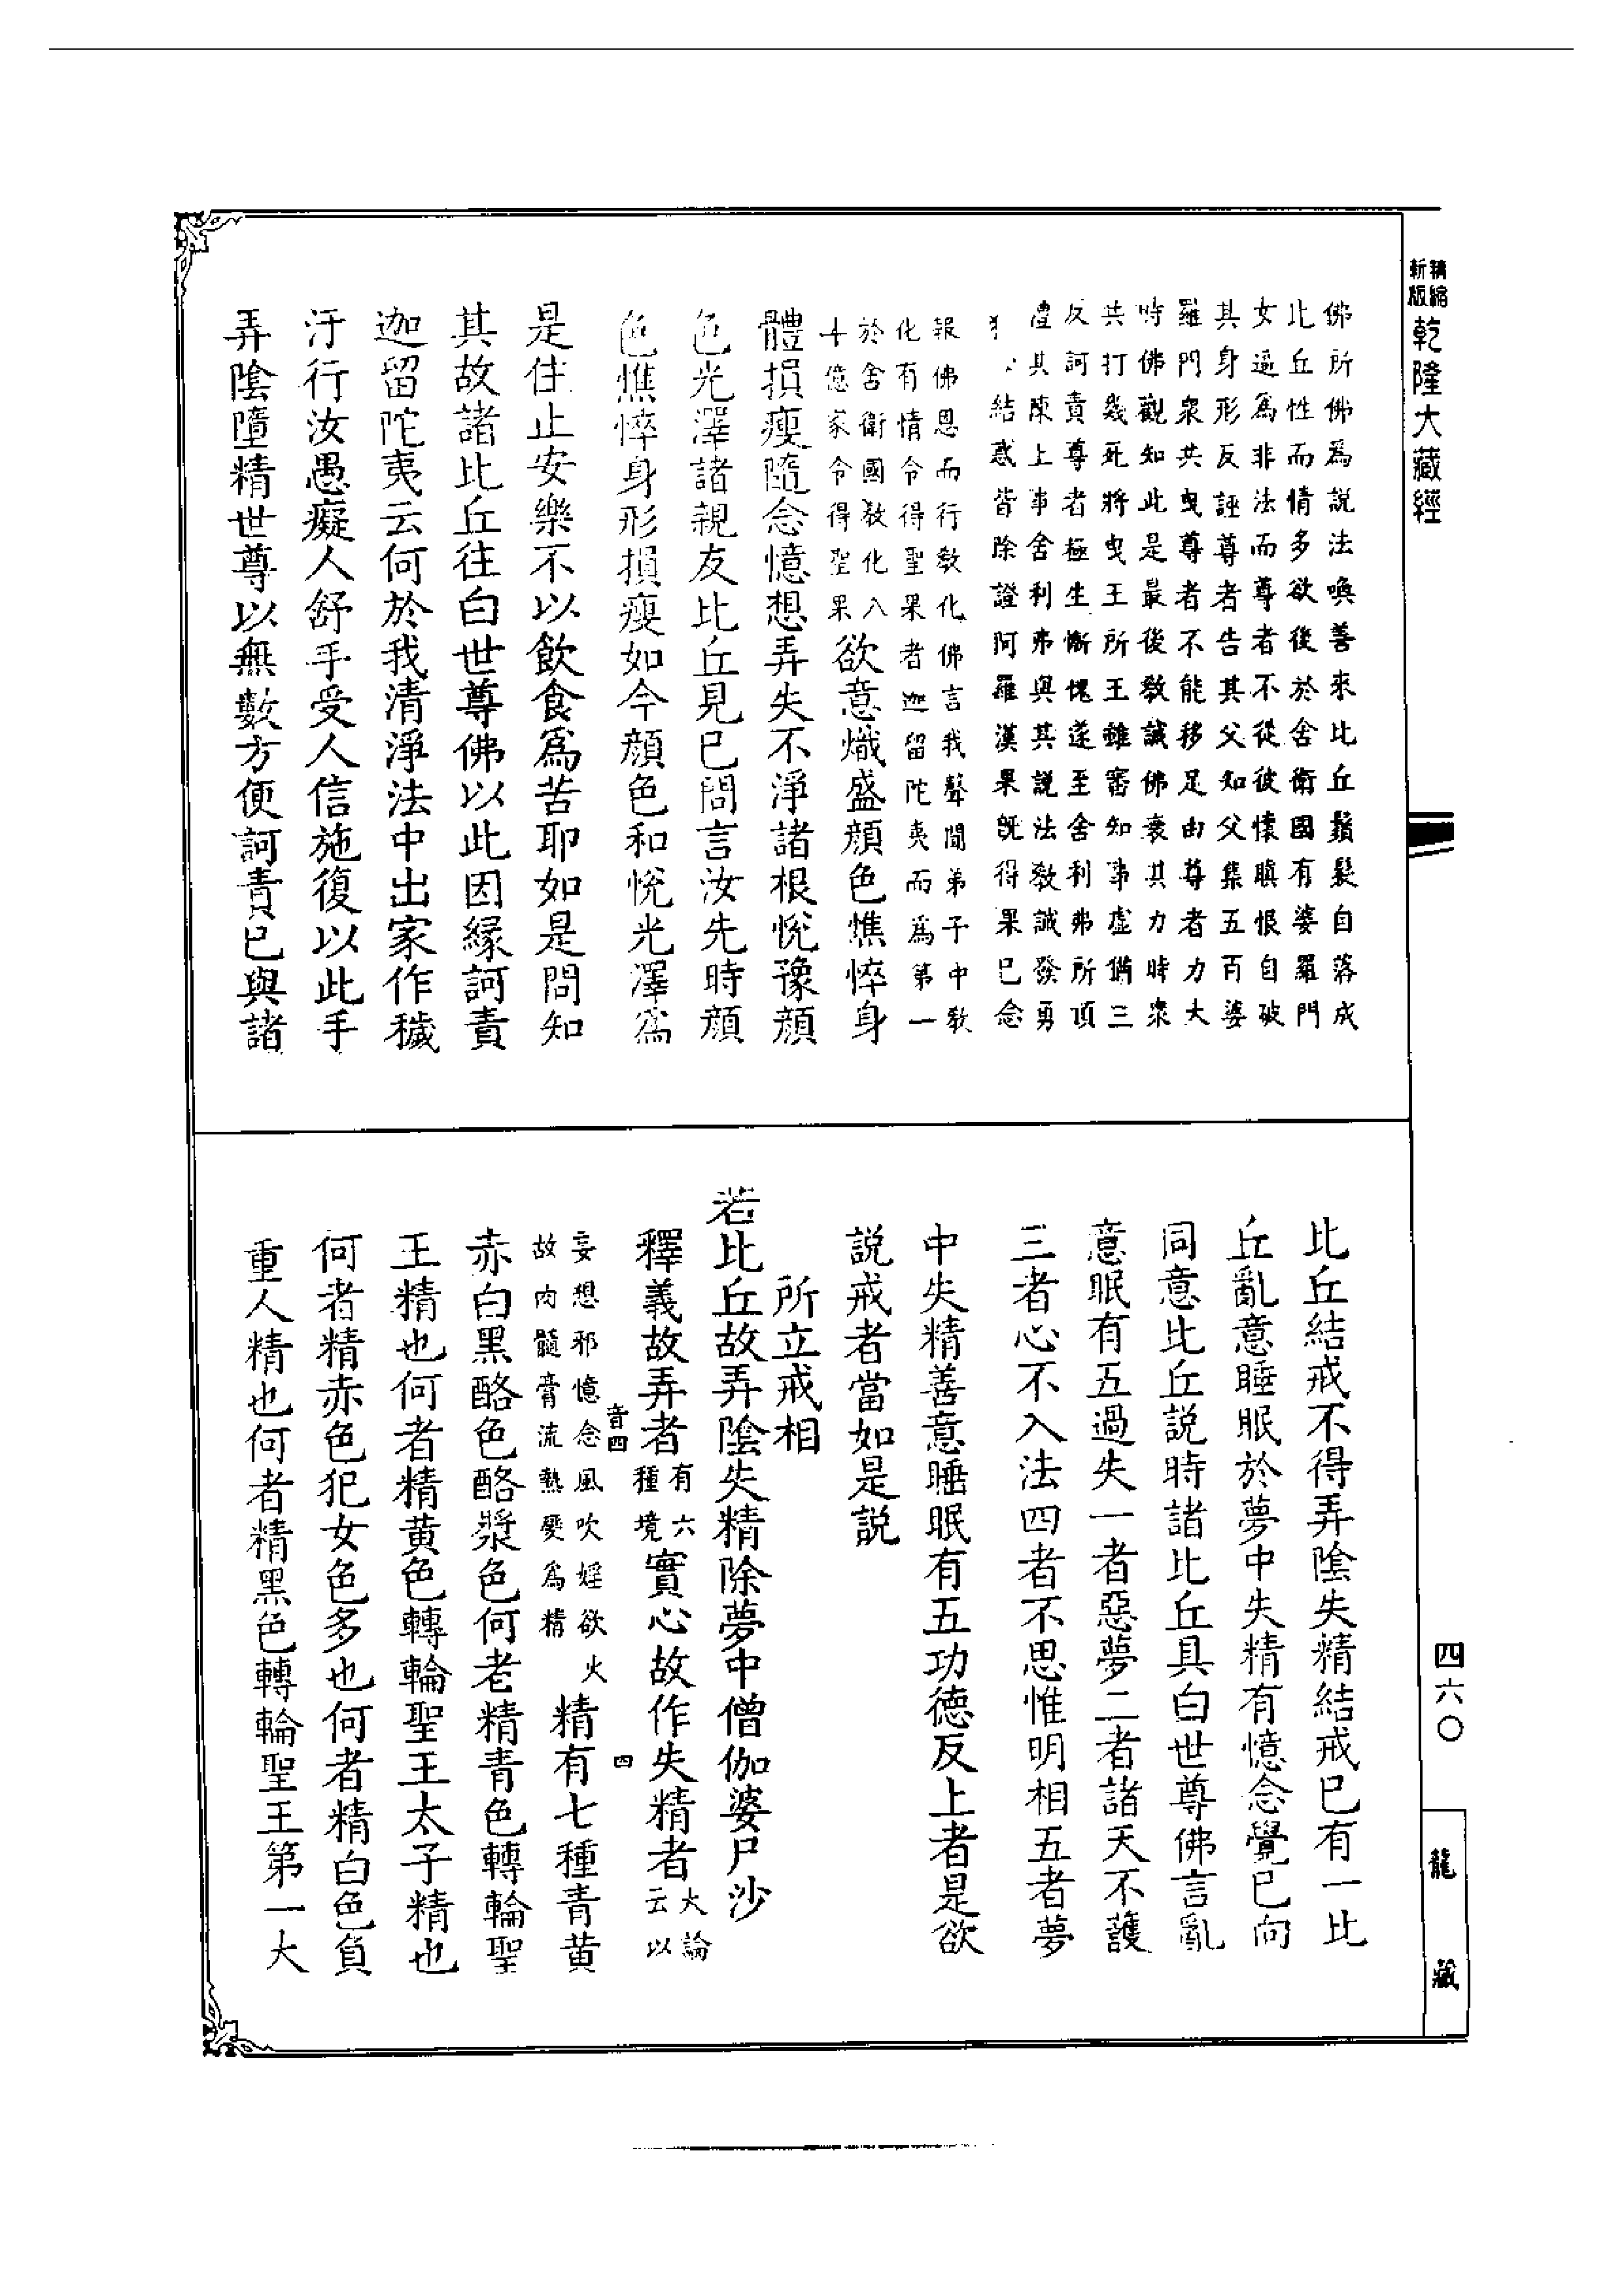 精縮新版乾隆大藏經
佛所佛爲説法喚善來比丘鬚髮自落成
比丘性而情多欲後於舍衛國有婆羅門
女逼爲非法而尊者不從彼懷瞋恨自破
其身形反誣尊者告其父知父集五百婆
羅門衆共曳尊者不能移足由尊者力大
時佛觀知此是最後教誡佛衰其力時衆
共打幾死將曳王所王雖審知事虛猶三
反訶責尊者極生慚愧遂至舍利弗所頂
禮其陳上事舍利弗與其説法教誡發勇
結惑皆除證阿羅漢果旣得果已念
報佛恩而行教化佛言我聲聞弟子中教
化有情令得聖果者迦留陀夷而爲第一
於舍衛國教化八
十億家令得聖果
欲意熾盛顔色憔悴身
體損瘦隨念憶想弄失不淨諸根悅豫顔
色光澤諸親友比丘見已問言汝先時顔
色憔悴身形損瘦如今顔色和悅光澤爲
是住止安樂不以飲食爲苦耶如是問知
其故諸比丘往白世尊佛以此因緣訶責
迦留陀夷云何於我清淨法中出家作穢
汙行汝愚癡人舒手受人信施復以此手
弄陰墮精世尊以無數方便訶責已與諸
比丘結戒不得弄陰失精結戒已有一比
丘亂意睡眠於夢中失精有憶念覺已向
同意比丘説時諸比丘具白世尊佛言亂
意眠有五過失一者惡夢二者諸天不護
三者心不入法四者不思惟明相五者夢
中失精善意睡眠有五功德反上者是欲
説戒者當如是説
所立戒相
若比丘故弄陰失精除夢中僧伽婆尸沙
釋義故弄者
有六
種境
實心故作失精者
大論
云以
音四
四
妄想邪憶念風吹婬欲火
故肉髓膏流熱變爲精
精有七種青黄
赤白黑酪色酪漿色何老精青色轉輪聖
王精也何者精黄色轉輪聖王太子精也
何者精赤色犯女色多也何者精白色負
重人精也何者精黑色轉輪聖王第一大
四六〇
龍藏